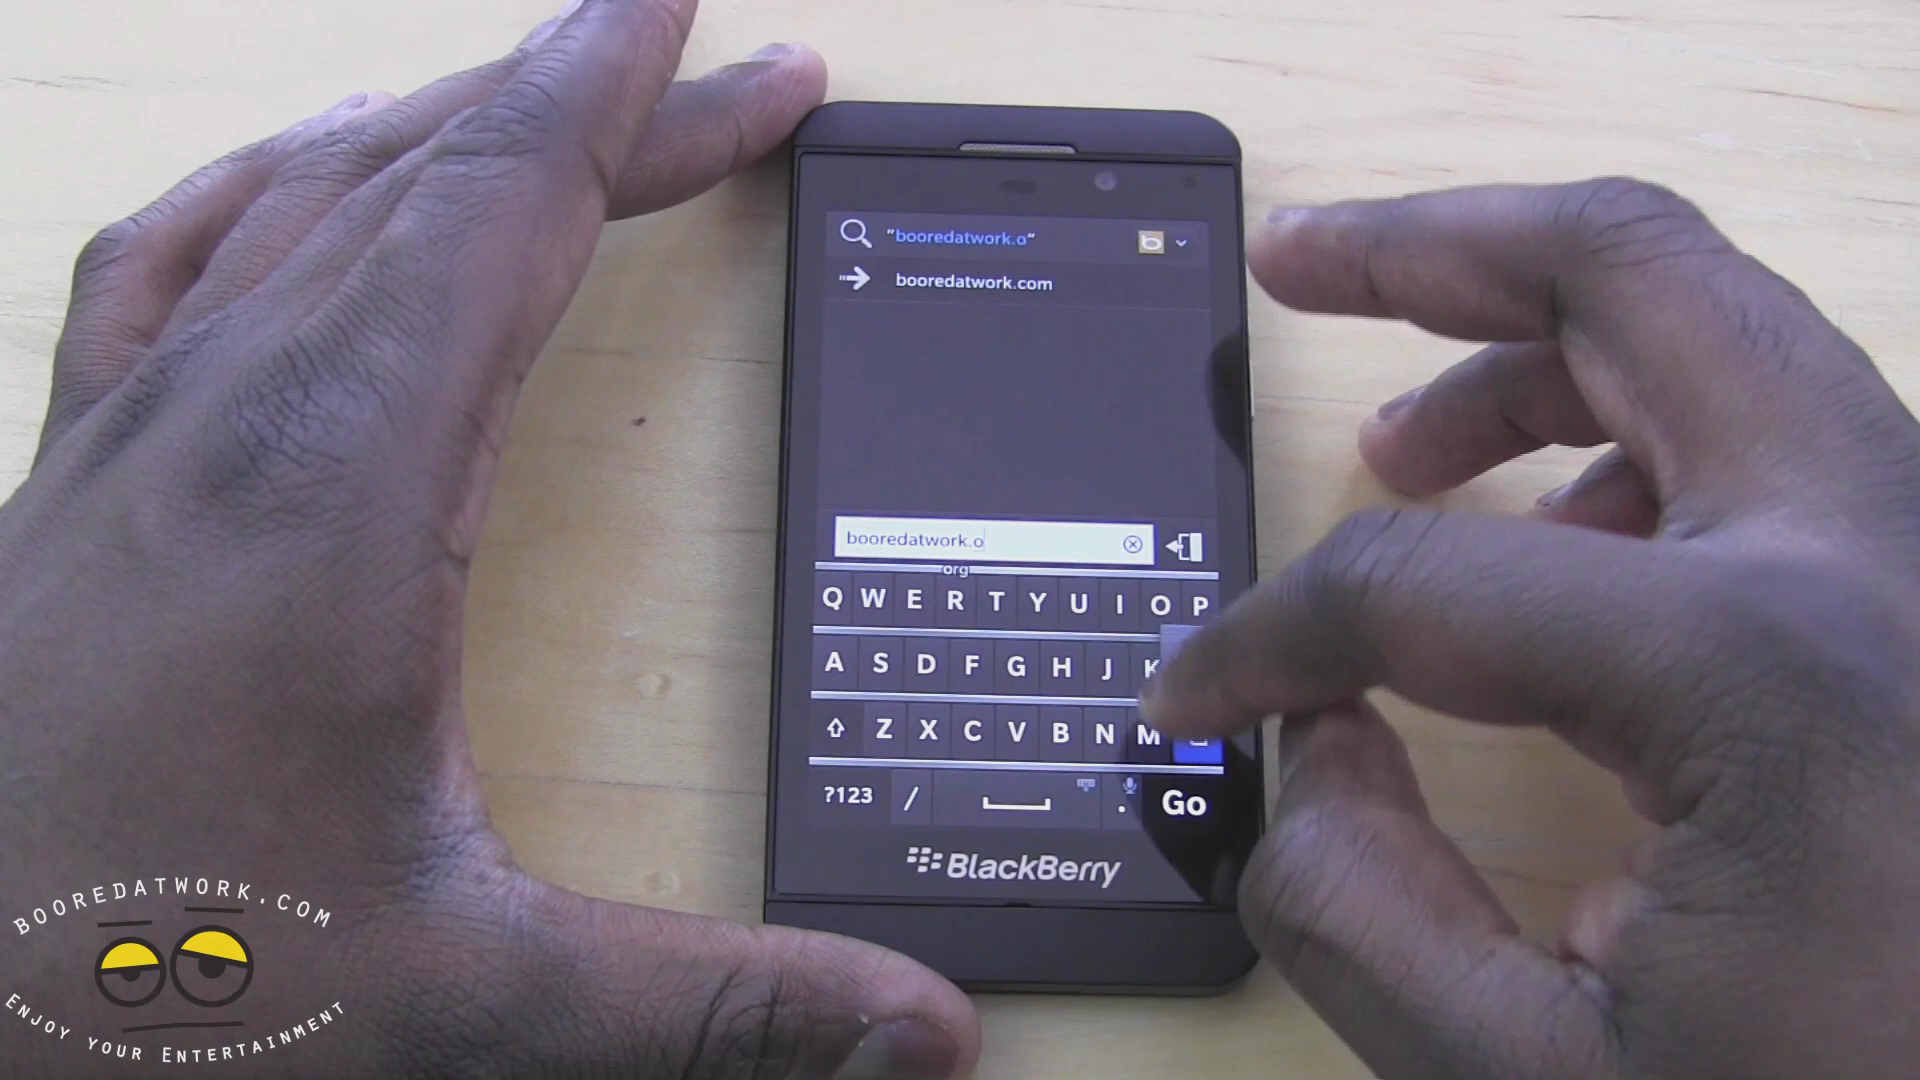 "booredatwork.o"
booredatwork.com
booredatwork.o
org
Q W E R T Y U I O P
A S D F G H J K
Z X C V B N M
?123 / . Go
BlackBerry
BOOREDATWORK.COM
ENJOY YOUR ENTERTAINMENT